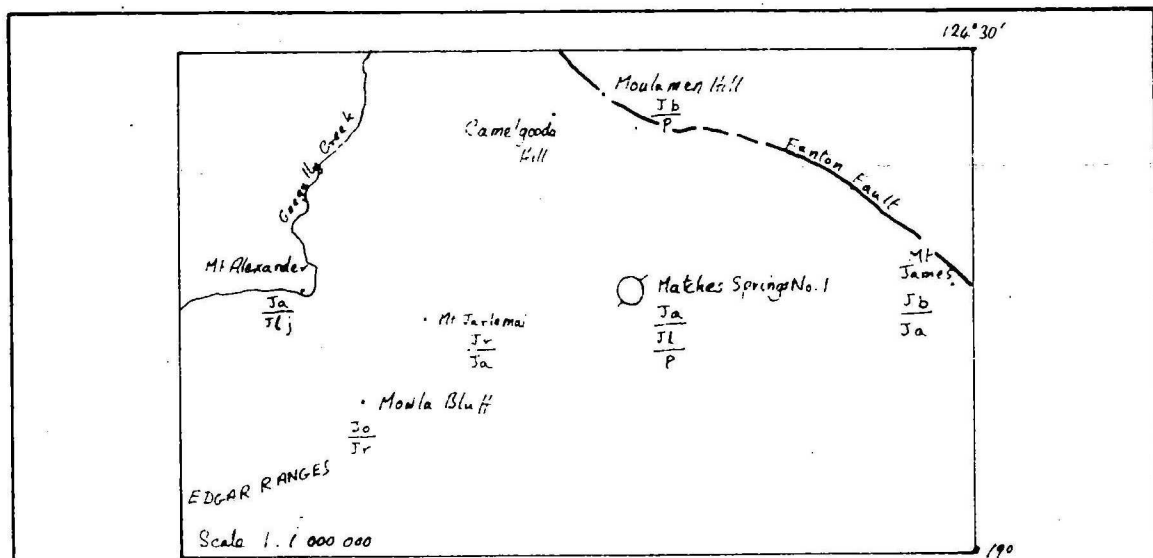 124°30'
Moulamen Hill
Jb
P
Camelgooda
Hill
Geegully Creek
Fenton Fault
Mt Alexander
Ja
Jlj
Mt
James
Jb
Ja
Matches Springs No. 1
Ja
Jl
P
Mt Jarlemai
Jr
Ja
Mowla Bluff
Jo
Jr
EDGAR RANGES
Scale 1:1 000 000
19°